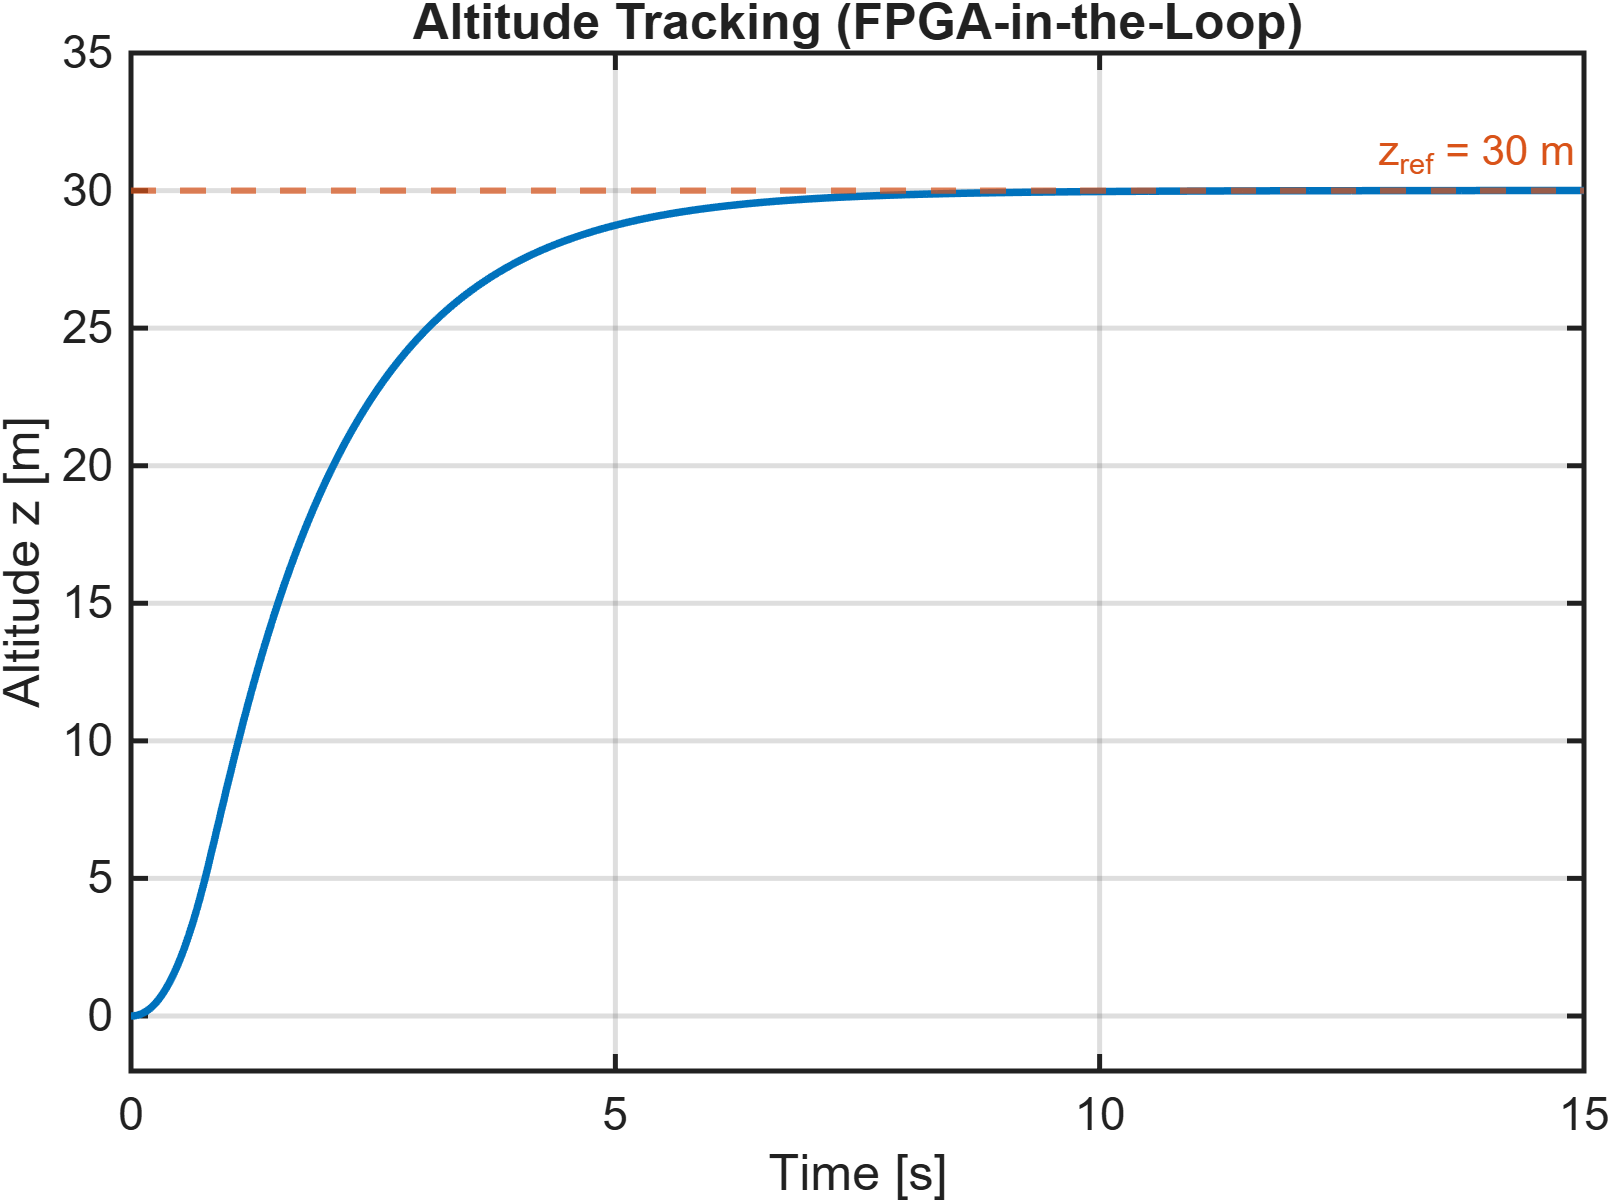 Altitude Tracking (FPGA-in-the-Loop)
35
30
25
20
15
10
5
0
Altitude z [m]
z_ref = 30 m
0 5 10 15
Time [s]